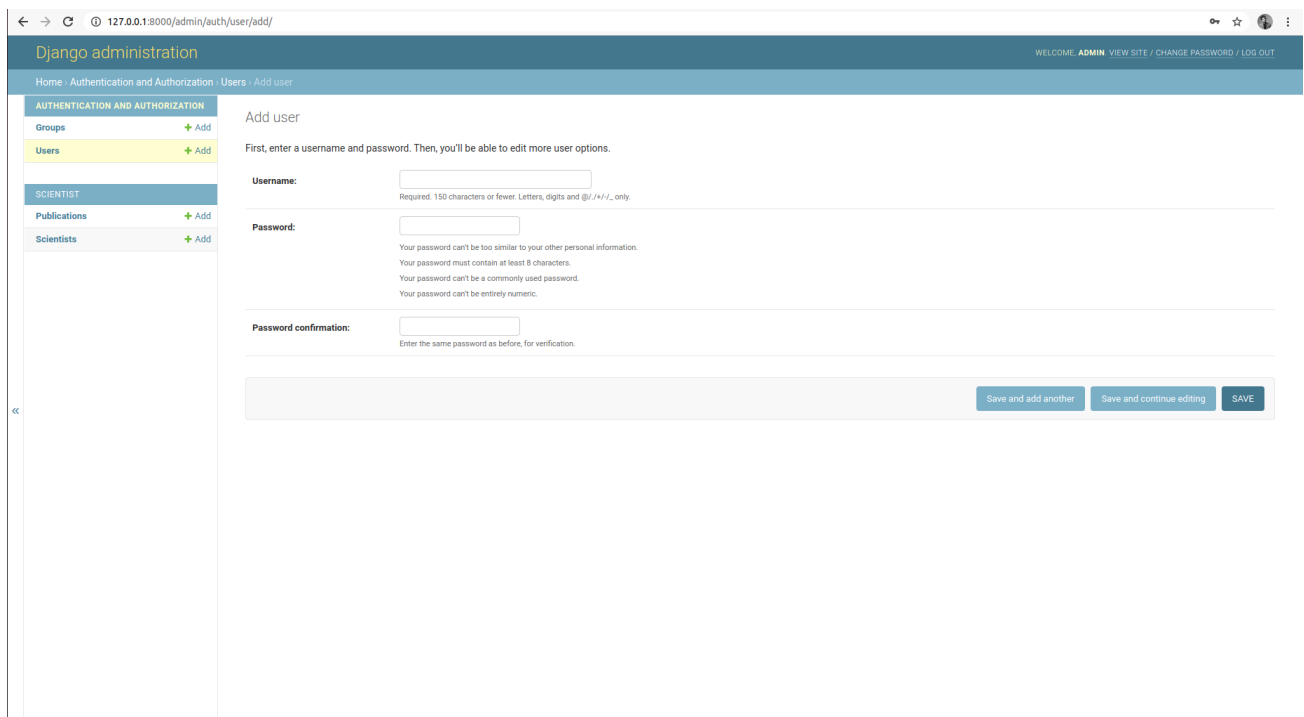 127.0.0.1:8000/admin/auth/user/add/
Django administration
WELCOME, ADMIN. VIEW SITE / CHANGE PASSWORD / LOG OUT
Home › Authentication and Authorization › Users › Add user
AUTHENTICATION AND AUTHORIZATION
Groups + Add
Users + Add
SCIENTIST
Publications + Add
Scientists + Add
«
Add user
First, enter a username and password. Then, you'll be able to edit more user options.
Username:
Required. 150 characters or fewer. Letters, digits and @/./+/-/_ only.
Password:
Your password can't be too similar to your other personal information.
Your password must contain at least 8 characters.
Your password can't be a commonly used password.
Your password can't be entirely numeric.
Password confirmation:
Enter the same password as before, for verification.
Save and add another Save and continue editing SAVE